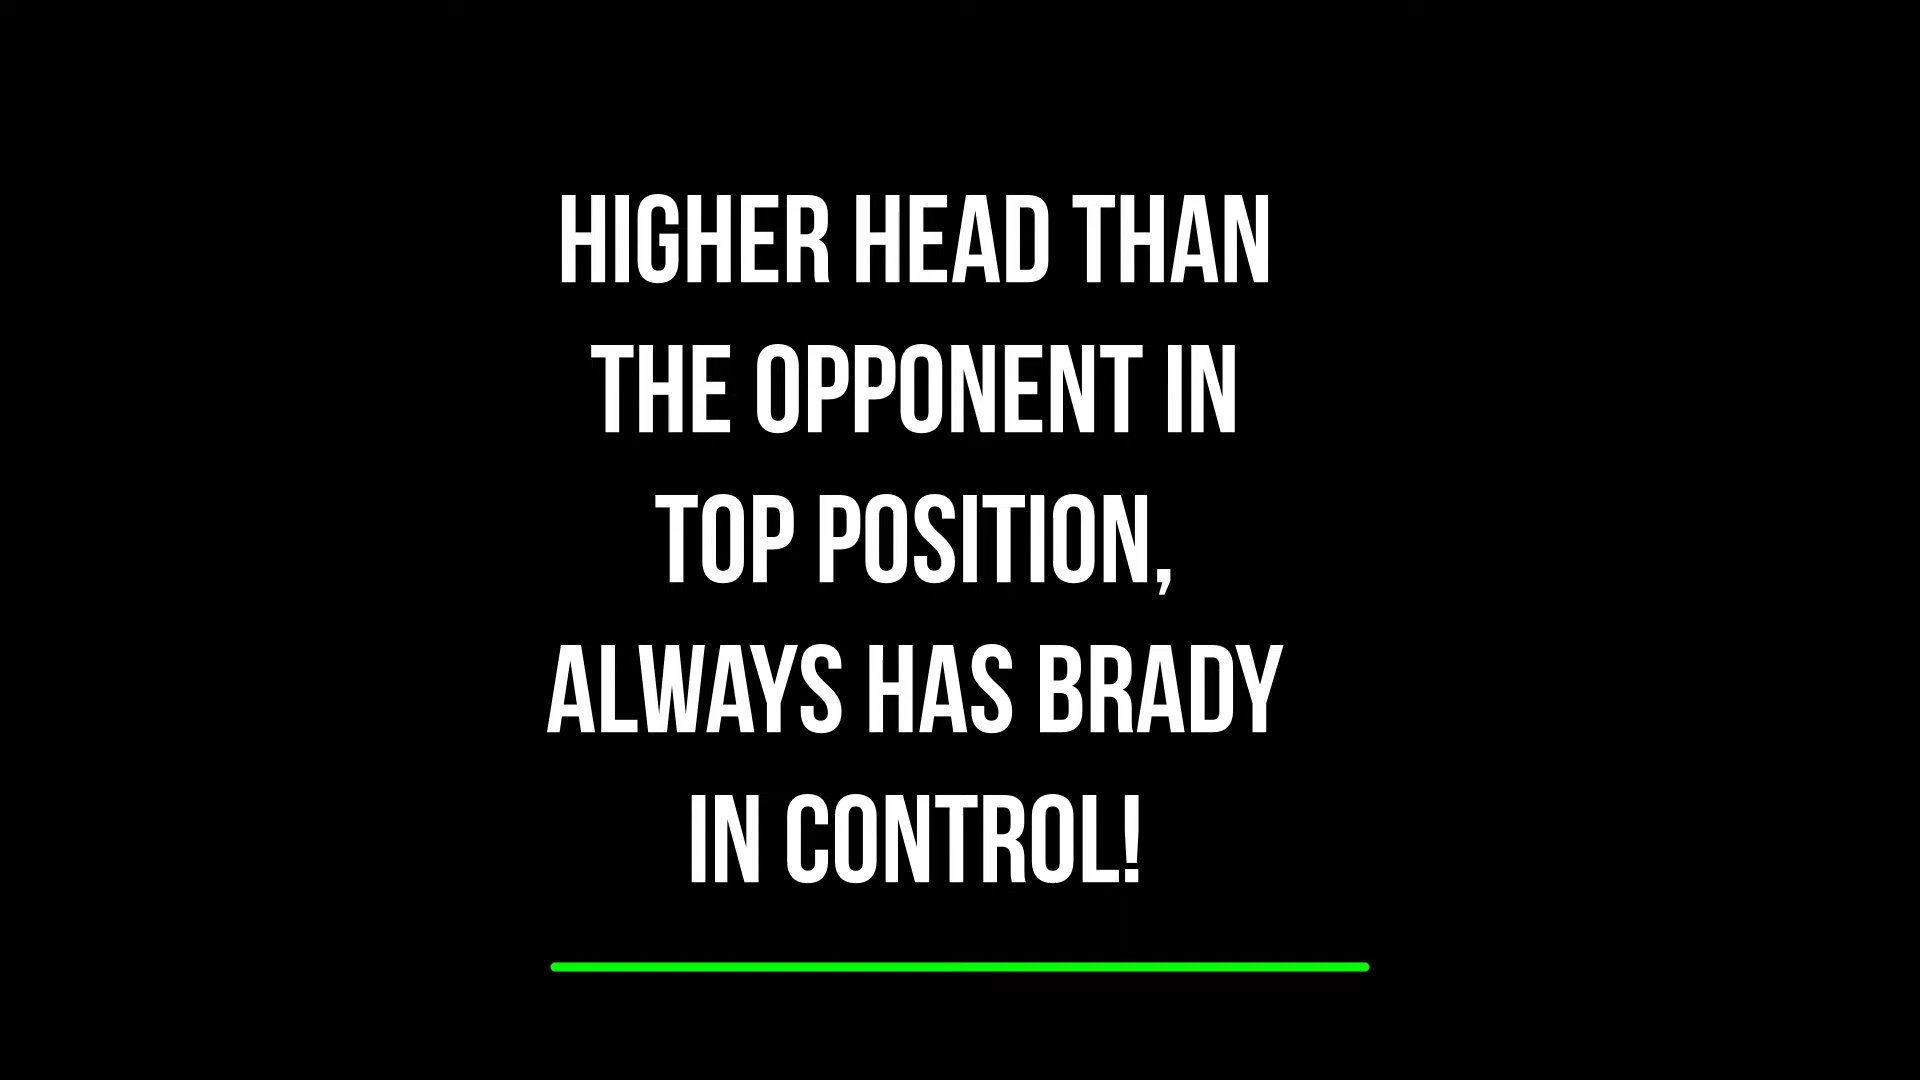 HIGHER HEAD THAN
THE OPPONENT IN
TOP POSITION,
ALWAYS HAS BRADY
IN CONTROL!